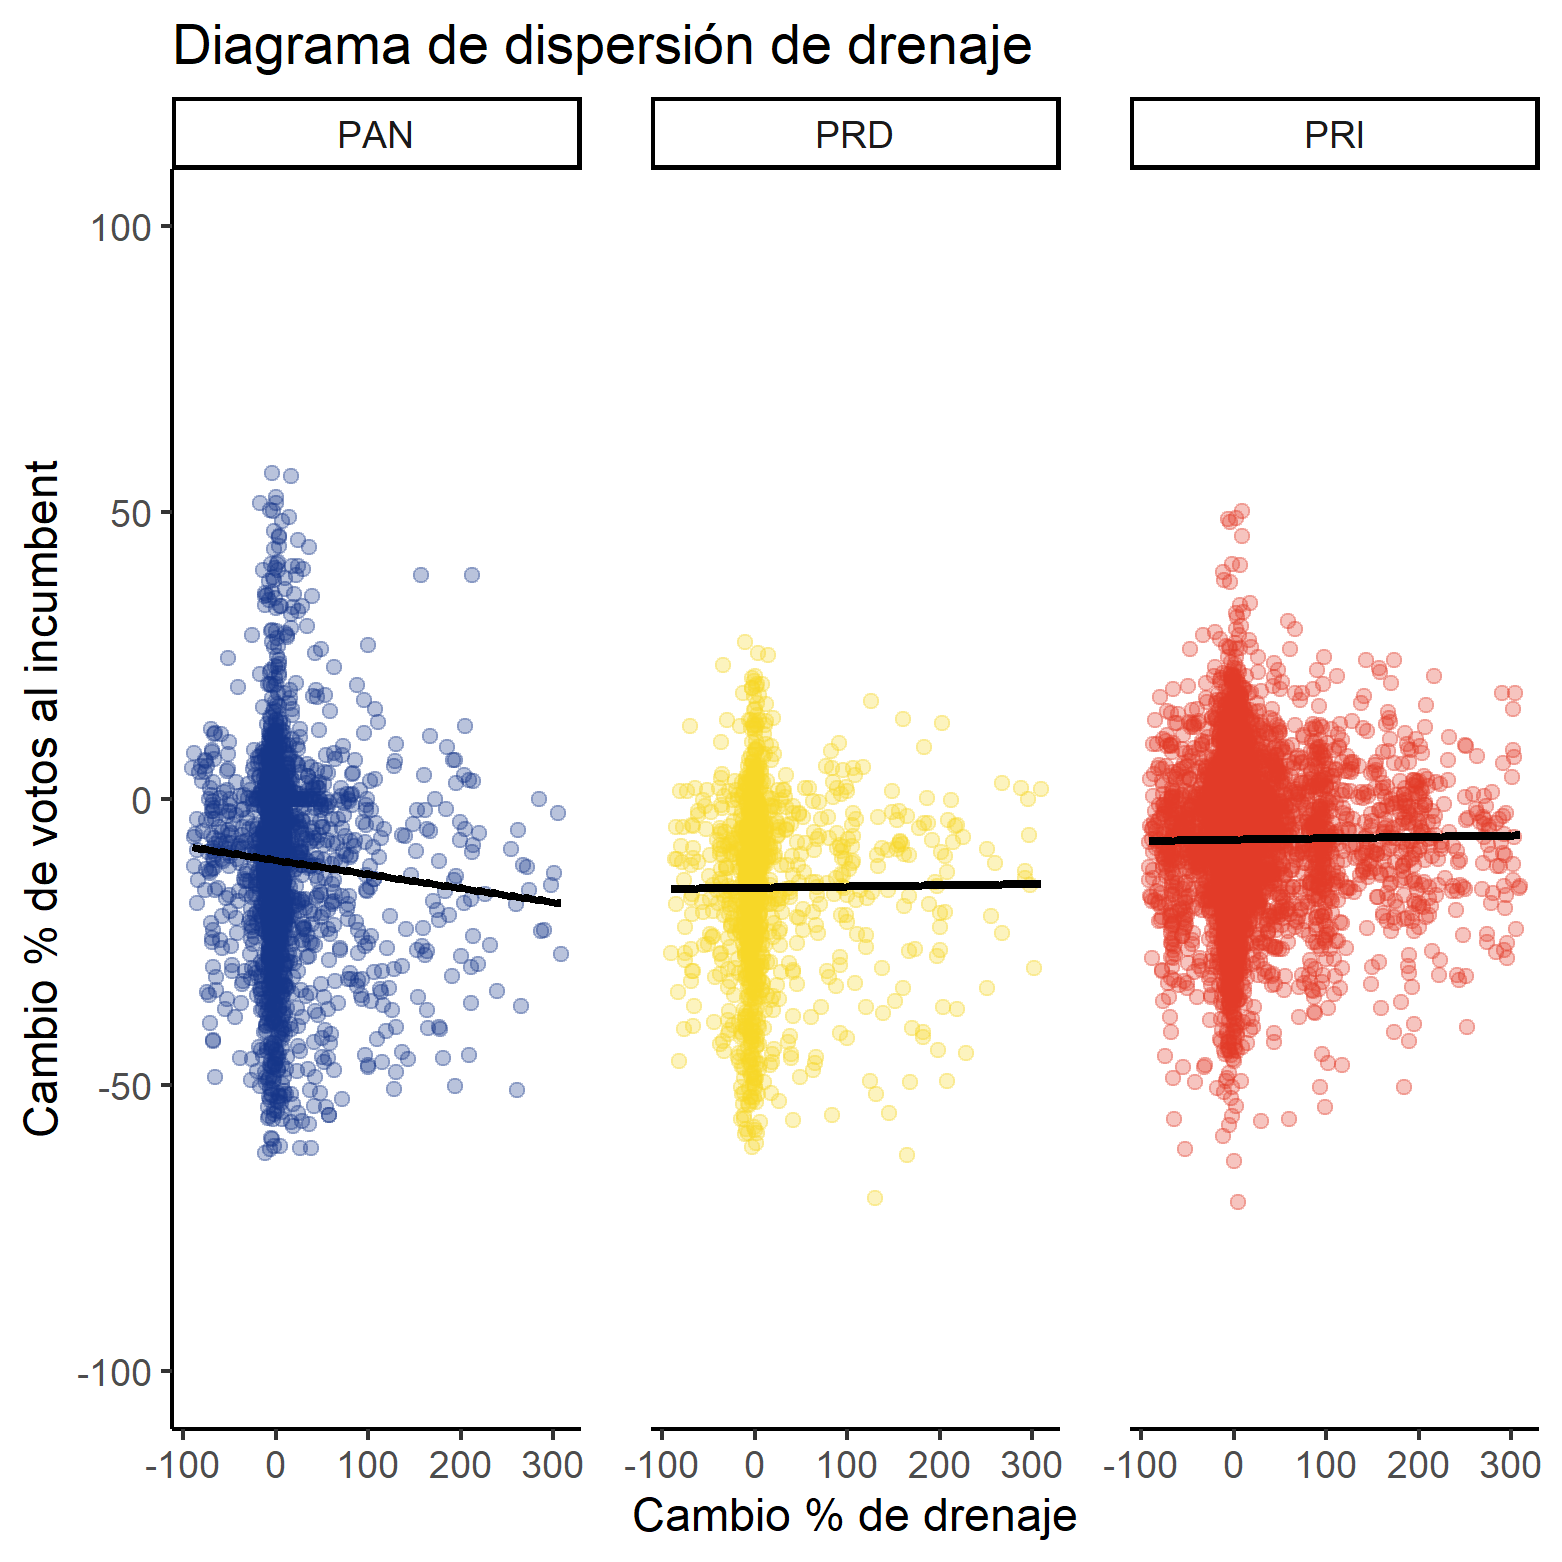 Diagrama de dispersión de drenaje
PAN PRD PRI
Cambio % de votos al incumbent
100
50
0
-50
-100
-100 0 100 200 300 -100 0 100 200 300 -100 0 100 200 300
Cambio % de drenaje